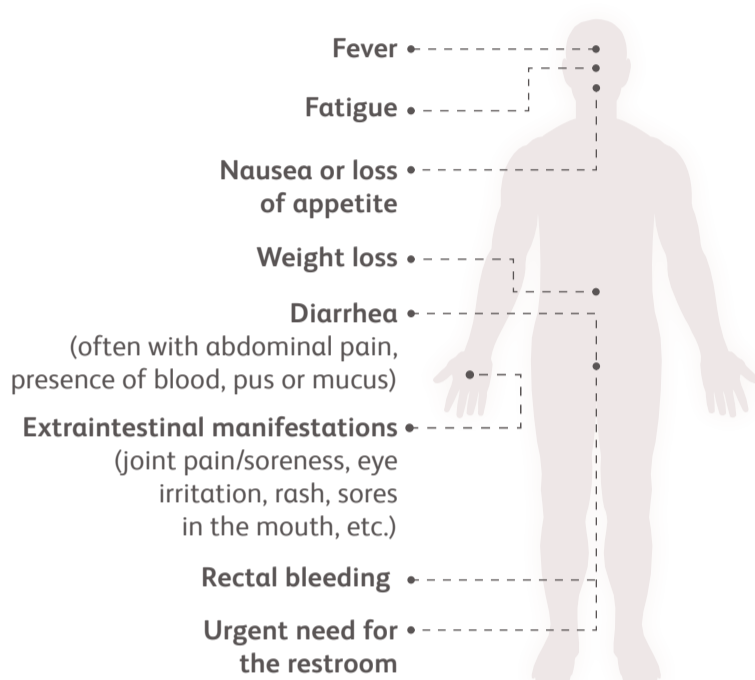 Fever
Fatigue
Nausea or loss
of appetite
Weight loss
Diarrhea
(often with abdominal pain,
presence of blood, pus or mucus)
Extraintestinal manifestations
(joint pain/soreness, eye
irritation, rash, sores
in the mouth, etc.)
Rectal bleeding
Urgent need for
the restroom